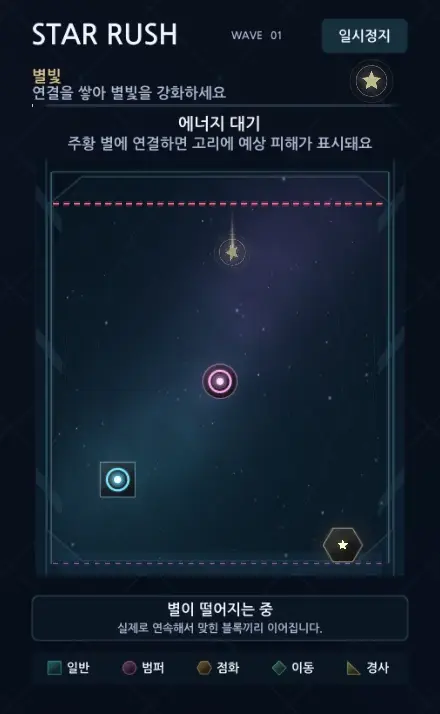 STAR RUSH
WAVE 01
일시정지
별빛
연결을 쌓아 별빛을 강화하세요
에너지 대기
주황 별에 연결하면 고리에 예상 피해가 표시돼요
별이 떨어지는 중
실제로 연속해서 맞힌 블록끼리 이어집니다.
일반
범퍼
점화
이동
경사